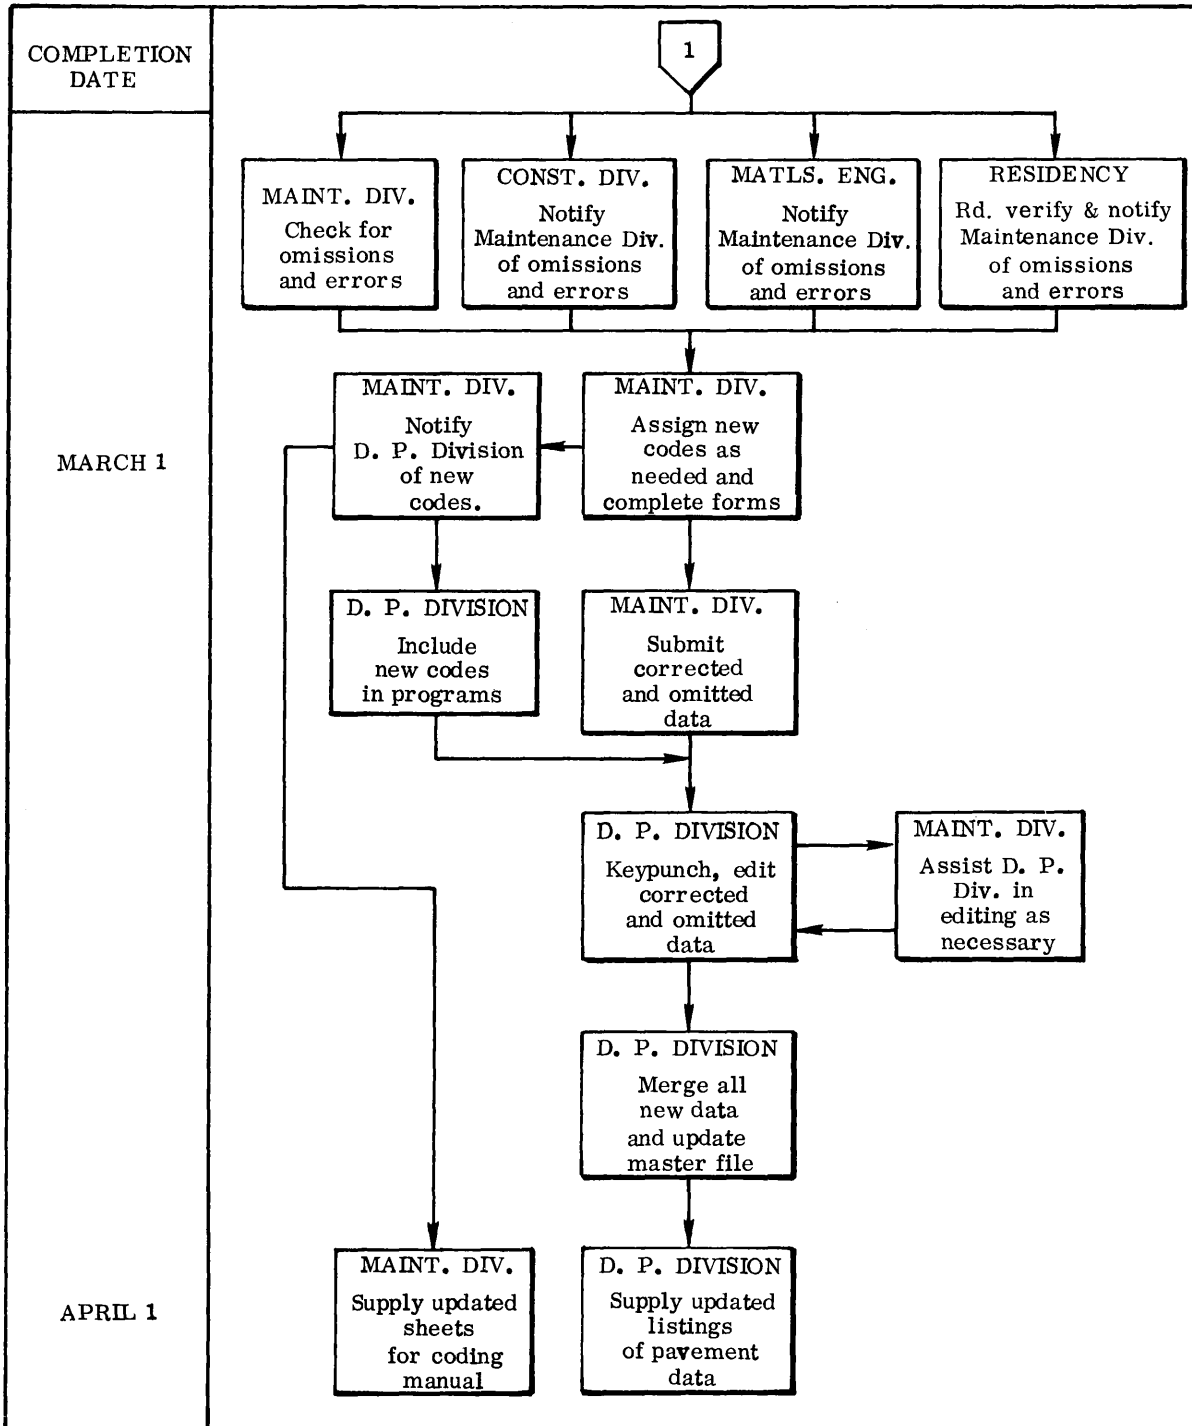 COMPLETION
DATE
1
MAINT. DIV.
Check for
omissions
and errors
CONST. DIV.
Notify
Maintenance Div.
of omissions
and errors
MATLS. ENG.
Notify
Maintenance Div.
of omissions
and errors
RESIDENCY
Rd. verify & notify
Maintenance Div.
of omissions
and errors
MARCH 1
MAINT. DIV.
Notify
D. P. Division
of new
codes.
MAINT. DIV.
Assign new
codes as
needed and
complete forms
D. P. DIVISION
Include
new codes
in programs
MAINT. DIV.
Submit
corrected
and omitted
data
D. P. DIVISION
Keypunch, edit
corrected
and omitted
data
MAINT. DIV.
Assist D. P.
Div. in
editing as
necessary
D. P. DIVISION
Merge all
new data
and update
master file
APRIL 1
MAINT. DIV.
Supply updated
sheets
for coding
manual
D. P. DIVISION
Supply updated
listings
of pavement
data